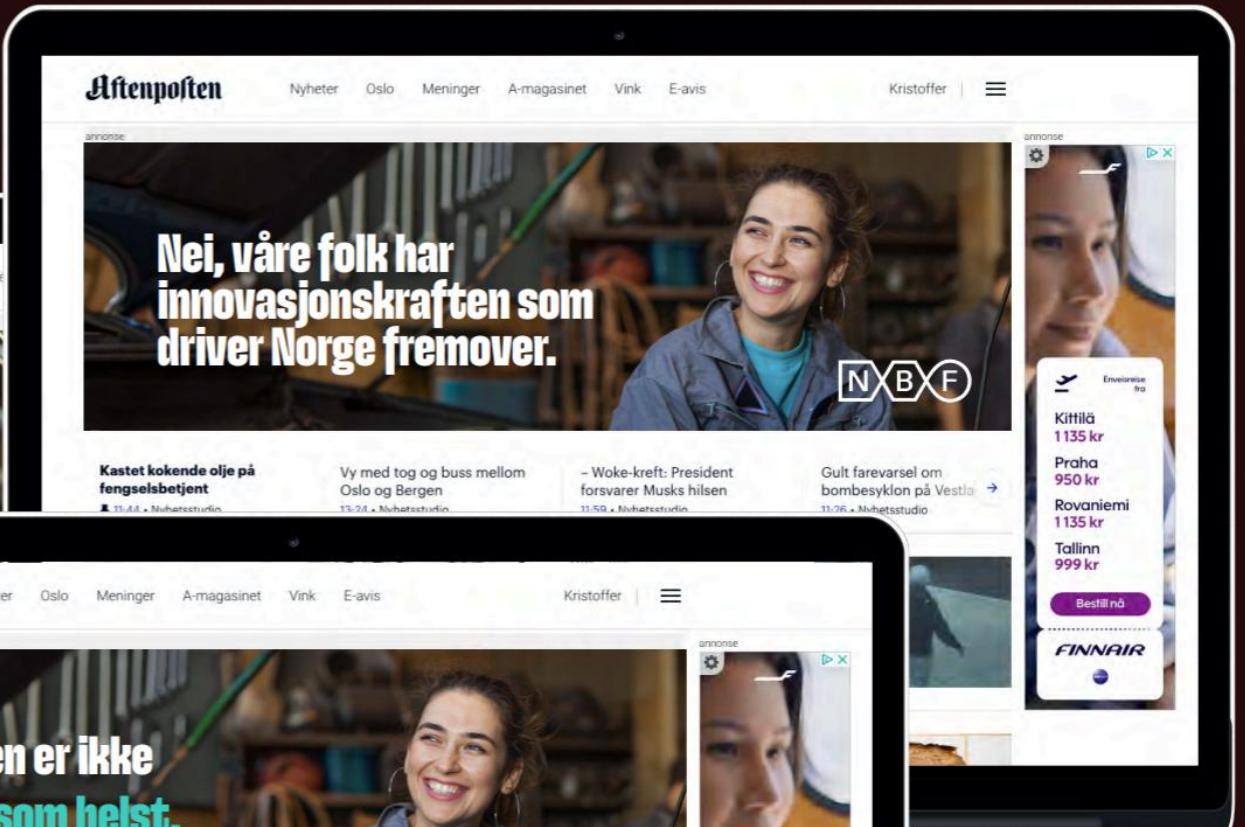 Aftenposten
Nyheter Oslo Meninger A-magasinet Vink E-avis
Kristoffer
annonse
Nei, våre folk har
innovasjonskraften som
driver Norge fremover.
NBF
annonse
Enveisreise
fra
Kittilä
1 135 kr
Praha
950 kr
Rovaniemi
1 135 kr
Tallinn
999 kr
Bestill nå
FINNAIR
Kastet kokende olje på
fengselsbetjent
11:44 • Nyhetsstudio
Vy med tog og buss mellom
Oslo og Bergen
13:24 • Nyhetsstudio
– Woke-kreft: President
forsvarer Musks hilsen
11:59 • Nyhetsstudio
Gult farevarsel om
bombesyklon på Vestla
11:26 • Nyhetsstudio
Oslo Meninger A-magasinet Vink E-avis
Kristoffer
annonse
er ikke
som helst.